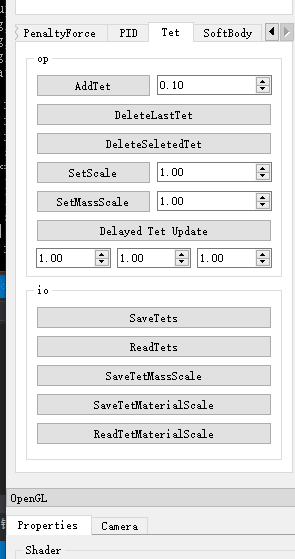 PenaltyForce PID Tet SoftBody
op
AddTet 0.10
DeleteLastTet
DeleteSeletedTet
SetScale 1.00
SetMassScale 1.00
Delayed Tet Update
1.00 1.00 1.00
io
SaveTets
ReadTets
SaveTetMassScale
SaveTetMaterialScale
ReadTetMaterialScale
OpenGL
Properties Camera
Shader